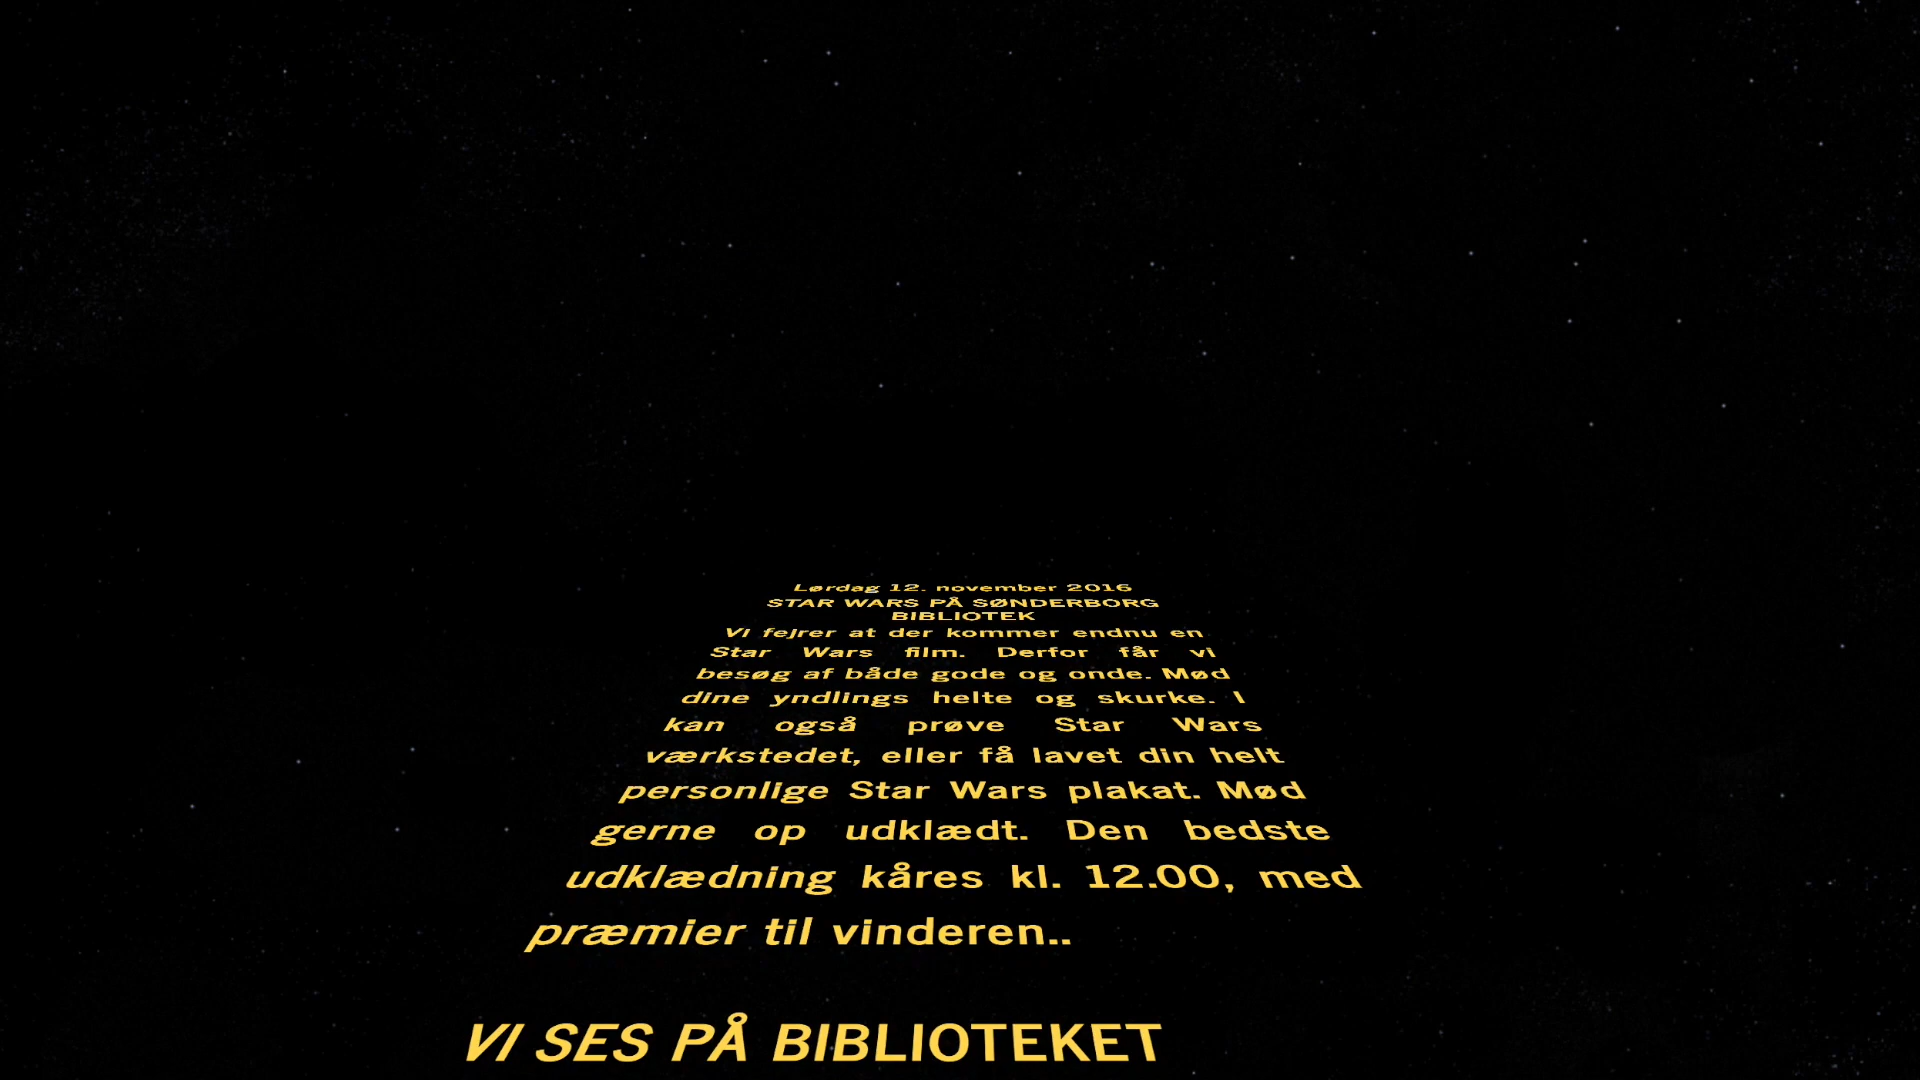 Lørdag 12. november 2016
STAR WARS PÅ SØNDERBORG
BIBLIOTEK
Vi fejrer at der kommer endnu en
Star Wars film. Derfor får vi
besøg af både gode og onde. Mød
dine yndlings helte og skurke. I
kan også prøve Star Wars
værkstedet, eller få lavet din helt
personlige Star Wars plakat. Mød
gerne op udklædt. Den bedste
udklædning kåres kl. 12.00, med
præmier til vinderen..
VI SES PÅ BIBLIOTEKET